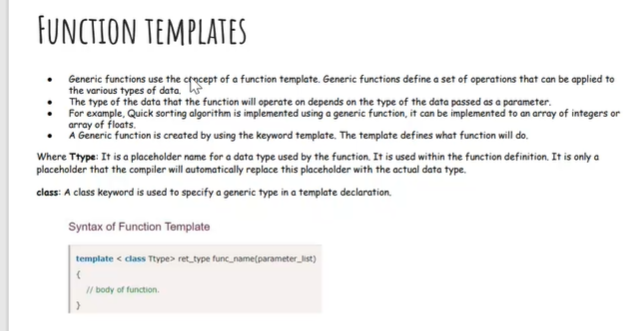 FUNCTION TEMPLATES
• Generic functions use the concept of a function template. Generic functions define a set of operations that can be applied to
the various types of data.
• The type of the data that the function will operate on depends on the type of the data passed as a parameter.
• For example, Quick sorting algorithm is implemented using a generic function, it can be implemented to an array of integers or
array of floats.
• A Generic function is created by using the keyword template. The template defines what function will do.
Where Ttype: It is a placeholder name for a data type used by the function. It is used within the function definition. It is only a
placeholder that the compiler will automatically replace this placeholder with the actual data type.
class: A class keyword is used to specify a generic type in a template declaration.
Syntax of Function Template
template < class Ttype> ret_type func_name(parameter_list)
{
// body of function.
}